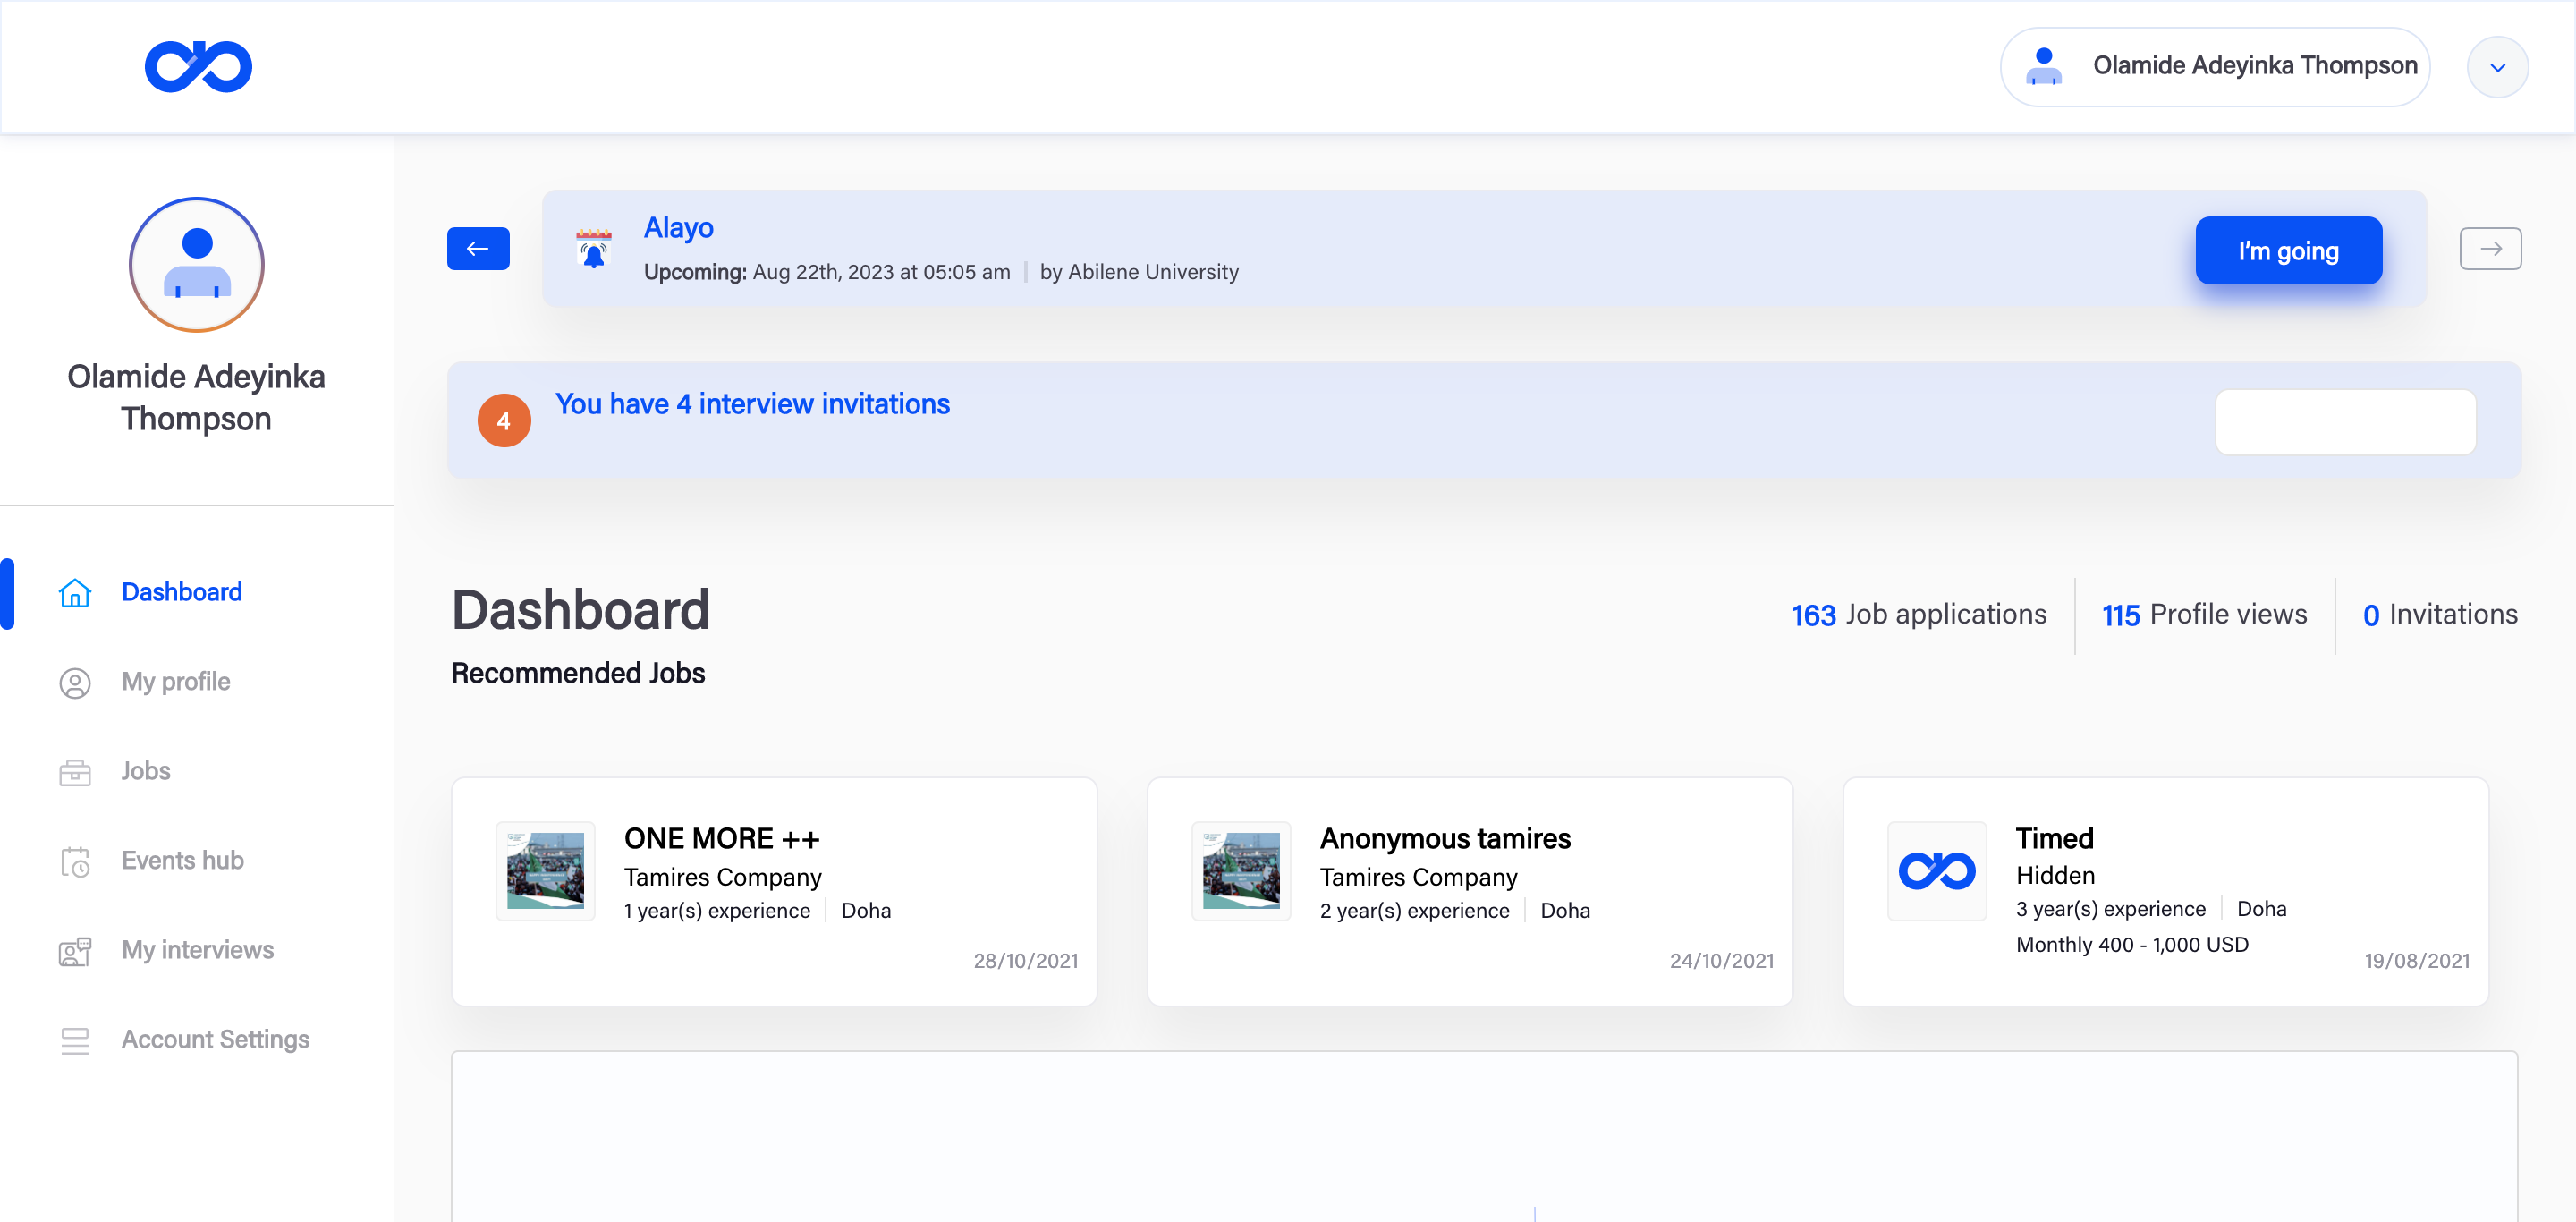 Olamide Adeyinka Thompson
Olamide Adeyinka
Thompson
Dashboard
My profile
Jobs
Events hub
My interviews
Account Settings
Alayo
Upcoming: Aug 22th, 2023 at 05:05 am | by Abilene University
I'm going
4
You have 4 interview invitations
Dashboard
163 Job applications
115 Profile views
0 Invitations
Recommended Jobs
ONE MORE ++
Tamires Company
1 year(s) experience | Doha
28/10/2021
Anonymous tamires
Tamires Company
2 year(s) experience | Doha
24/10/2021
Timed
Hidden
3 year(s) experience | Doha
Monthly 400 - 1,000 USD
19/08/2021